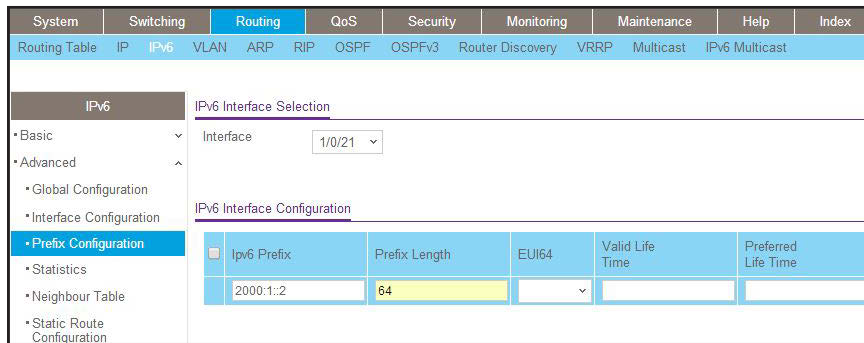 System Switching Routing QoS Security Monitoring Maintenance Help Index
Routing Table IP IPv6 VLAN ARP RIP OSPF OSPFv3 Router Discovery VRRP Multicast IPv6 Multicast
IPv6
Basic
Advanced
Global Configuration
Interface Configuration
Prefix Configuration
Statistics
Neighbour Table
Static Route
Configuration
IPv6 Interface Selection
Interface 1/0/21
IPv6 Interface Configuration
Ipv6 Prefix Prefix Length EUI64 Valid Life Time Preferred Life Time
2000:1::2 64